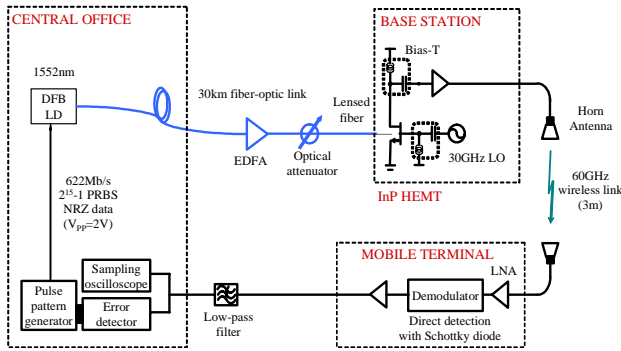 CENTRAL OFFICE
BASE STATION
Bias-T
1552nm
DFB
LD
30km fiber-optic link
Lensed
fiber
Horn
Antenna
EDFA
Optical
attenuator
30GHz LO
622Mb/s
2¹⁵-1 PRBS
NRZ data
(V_PP=2V)
InP HEMT
60GHz
wireless link
(3m)
MOBILE TERMINAL
Sampling
oscilloscope
LNA
Pulse
pattern
generator
Error
detector
Demodulator
Low-pass
filter
Direct detection
with Schottky diode